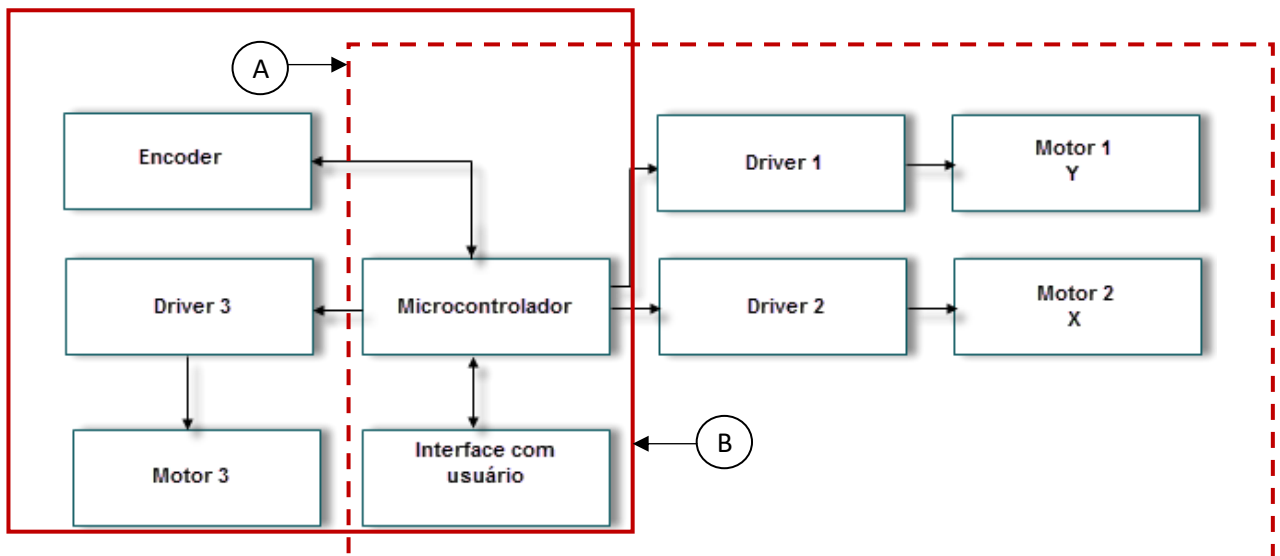 A
Encoder
Driver 1
Motor 1
Y
Driver 3
Microcontrolador
Driver 2
Motor 2
X
Motor 3
Interface com
usuário
B